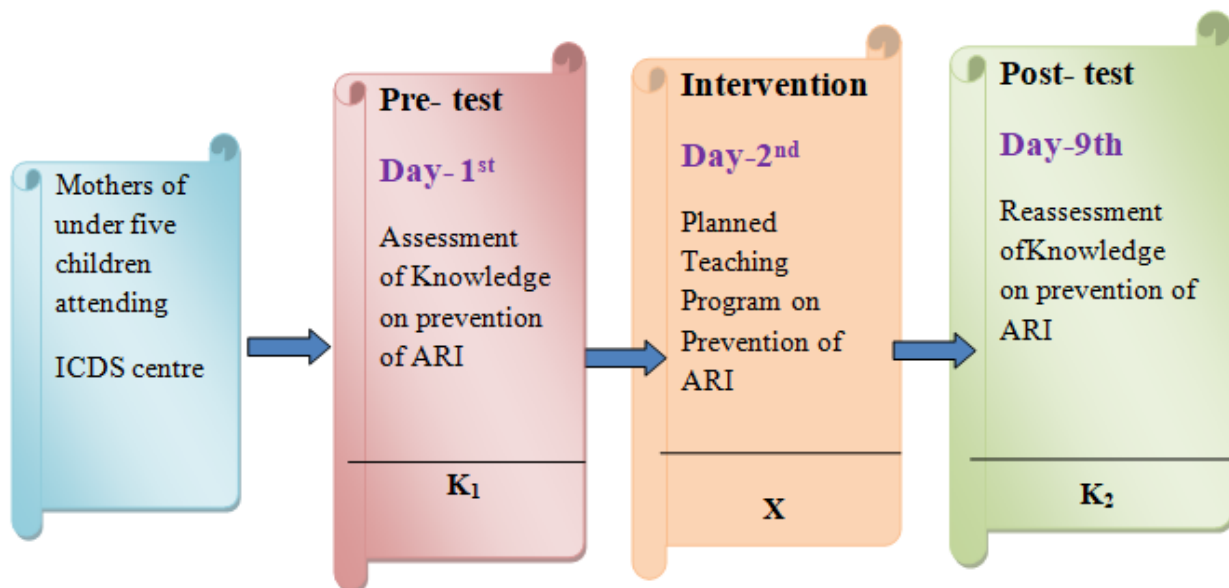 Mothers of
under five
children
attending
ICDS centre
Pre- test
Day- 1st
Assessment
of Knowledge
on prevention
of ARI
K1
Intervention
Day-2nd
Planned
Teaching
Program on
Prevention of
ARI
X
Post- test
Day-9th
Reassessment
ofKnowledge
on prevention of
ARI
K2